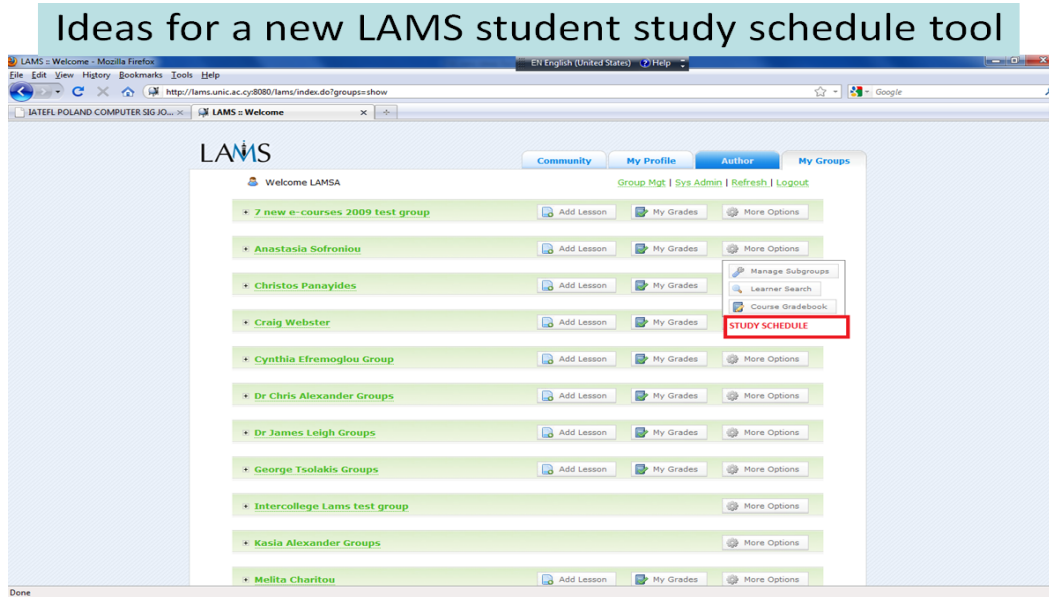 Ideas for a new LAMS student study schedule tool
LAMS :: Welcome - Mozilla Firefox
EN English (United States) Help
File Edit View History Bookmarks Tools Help
http://lams.unic.ac.cy:8080/lams/index.do?groups=show
Google
IATEFL POLAND COMPUTER SIG JO...
LAMS :: Welcome
LAMS
Community My Profile Author My Groups
Welcome LAMSA
Group Mgt | Sys Admin | Refresh | Logout
7 new e-courses 2009 test group Add Lesson My Grades More Options
Anastasia Sofroniou Add Lesson My Grades More Options
Manage Subgroups
Christos Panayides Add Lesson My Grades
Learner Search
Course Gradebook
Craig Webster Add Lesson My Grades
STUDY SCHEDULE
Cynthia Efremoglou Group Add Lesson My Grades More Options
Dr Chris Alexander Groups Add Lesson My Grades More Options
Dr James Leigh Groups Add Lesson My Grades More Options
George Tsolakis Groups Add Lesson My Grades More Options
Intercollege Lams test group More Options
Kasia Alexander Groups More Options
Melita Charitou Add Lesson My Grades More Options
Done